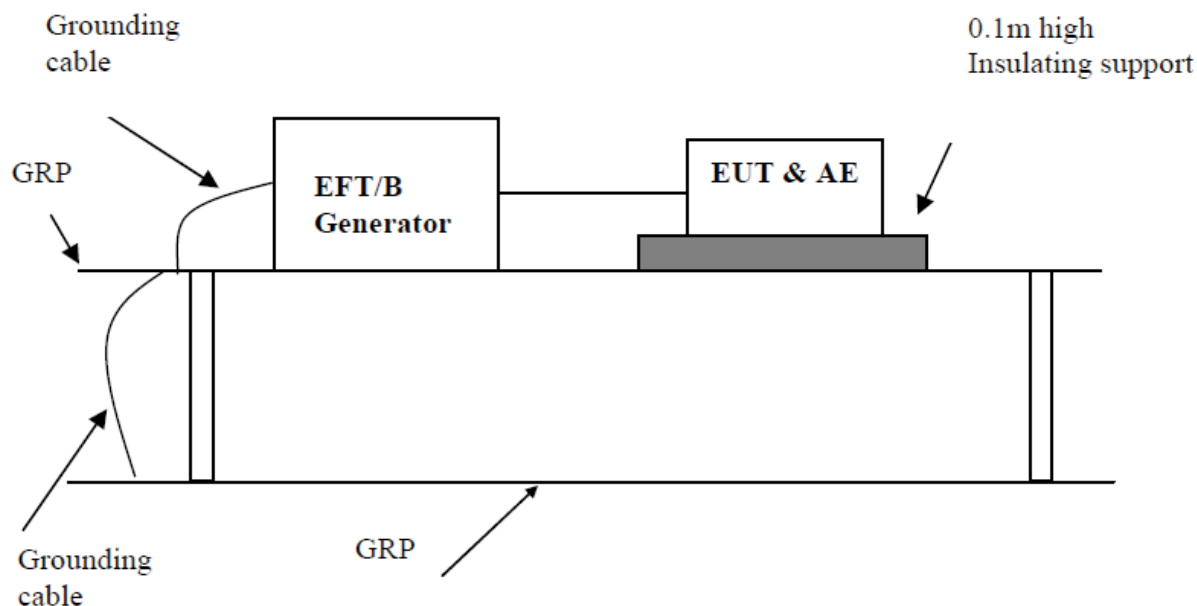 Grounding
cable
0.1m high
Insulating support
GRP
EFT/B
Generator
EUT & AE
Grounding
cable
GRP